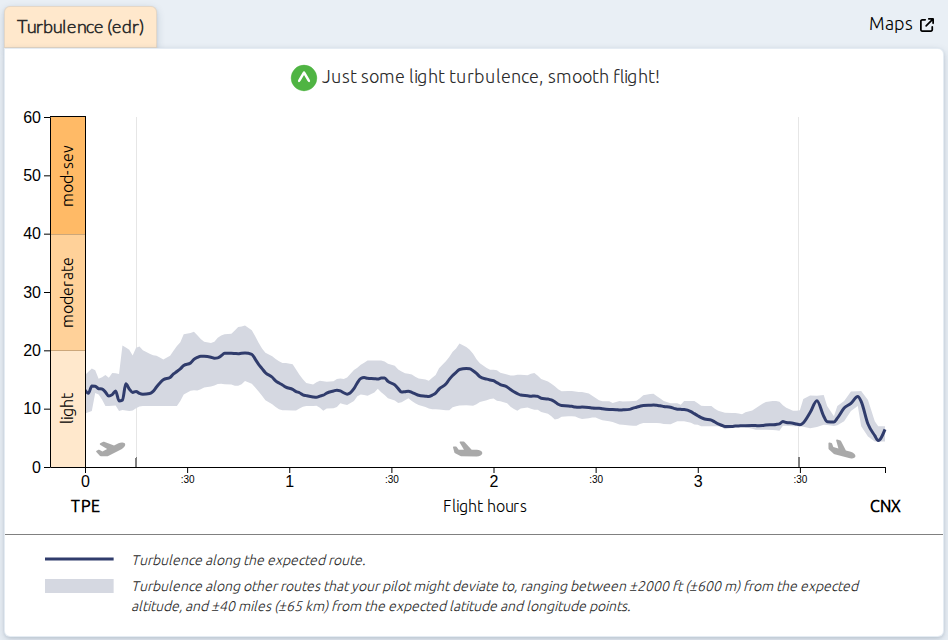 Turbulence (edr)
Maps
Just some light turbulence, smooth flight!
60
50
40
30
20
10
0
mod-sev
moderate
light
0
:30
1
:30
2
:30
3
:30
TPE
Flight hours
CNX
Turbulence along the expected route.
Turbulence along other routes that your pilot might deviate to, ranging between ±2000 ft (±600 m) from the expected
altitude, and ±40 miles (±65 km) from the expected latitude and longitude points.